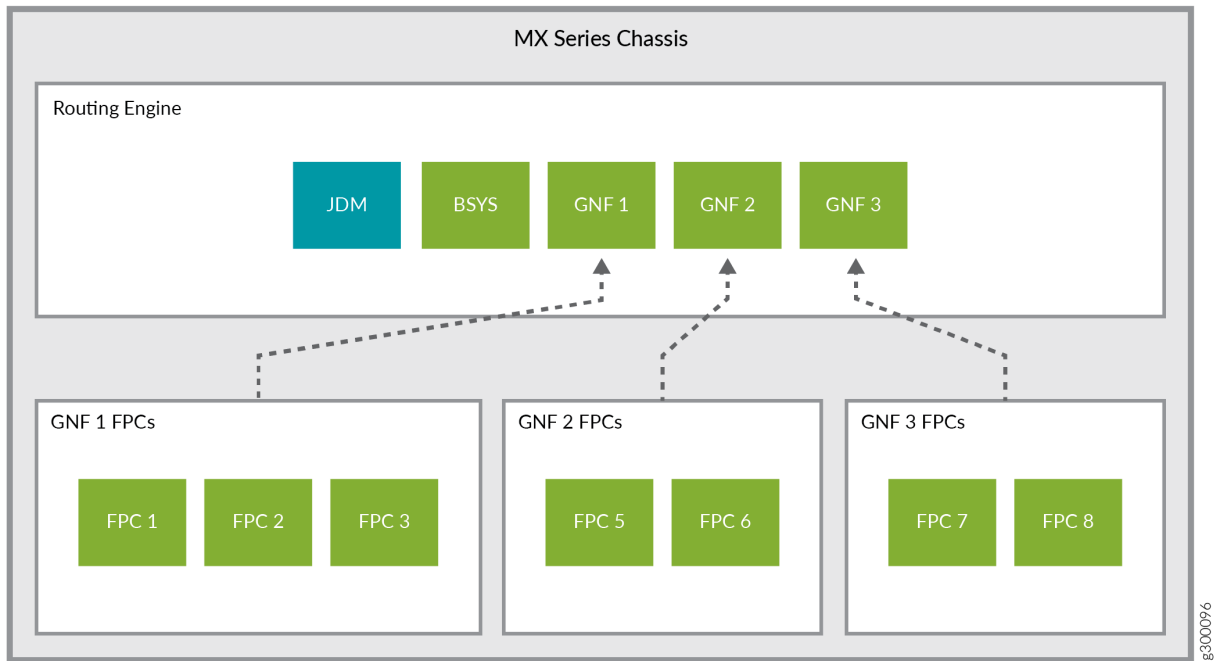 MX Series Chassis
Routing Engine
JDM
BSYS
GNF 1
GNF 2
GNF 3
GNF 1 FPCs
GNF 2 FPCs
GNF 3 FPCs
FPC 1
FPC 2
FPC 3
FPC 5
FPC 6
FPC 7
FPC 8
g300096